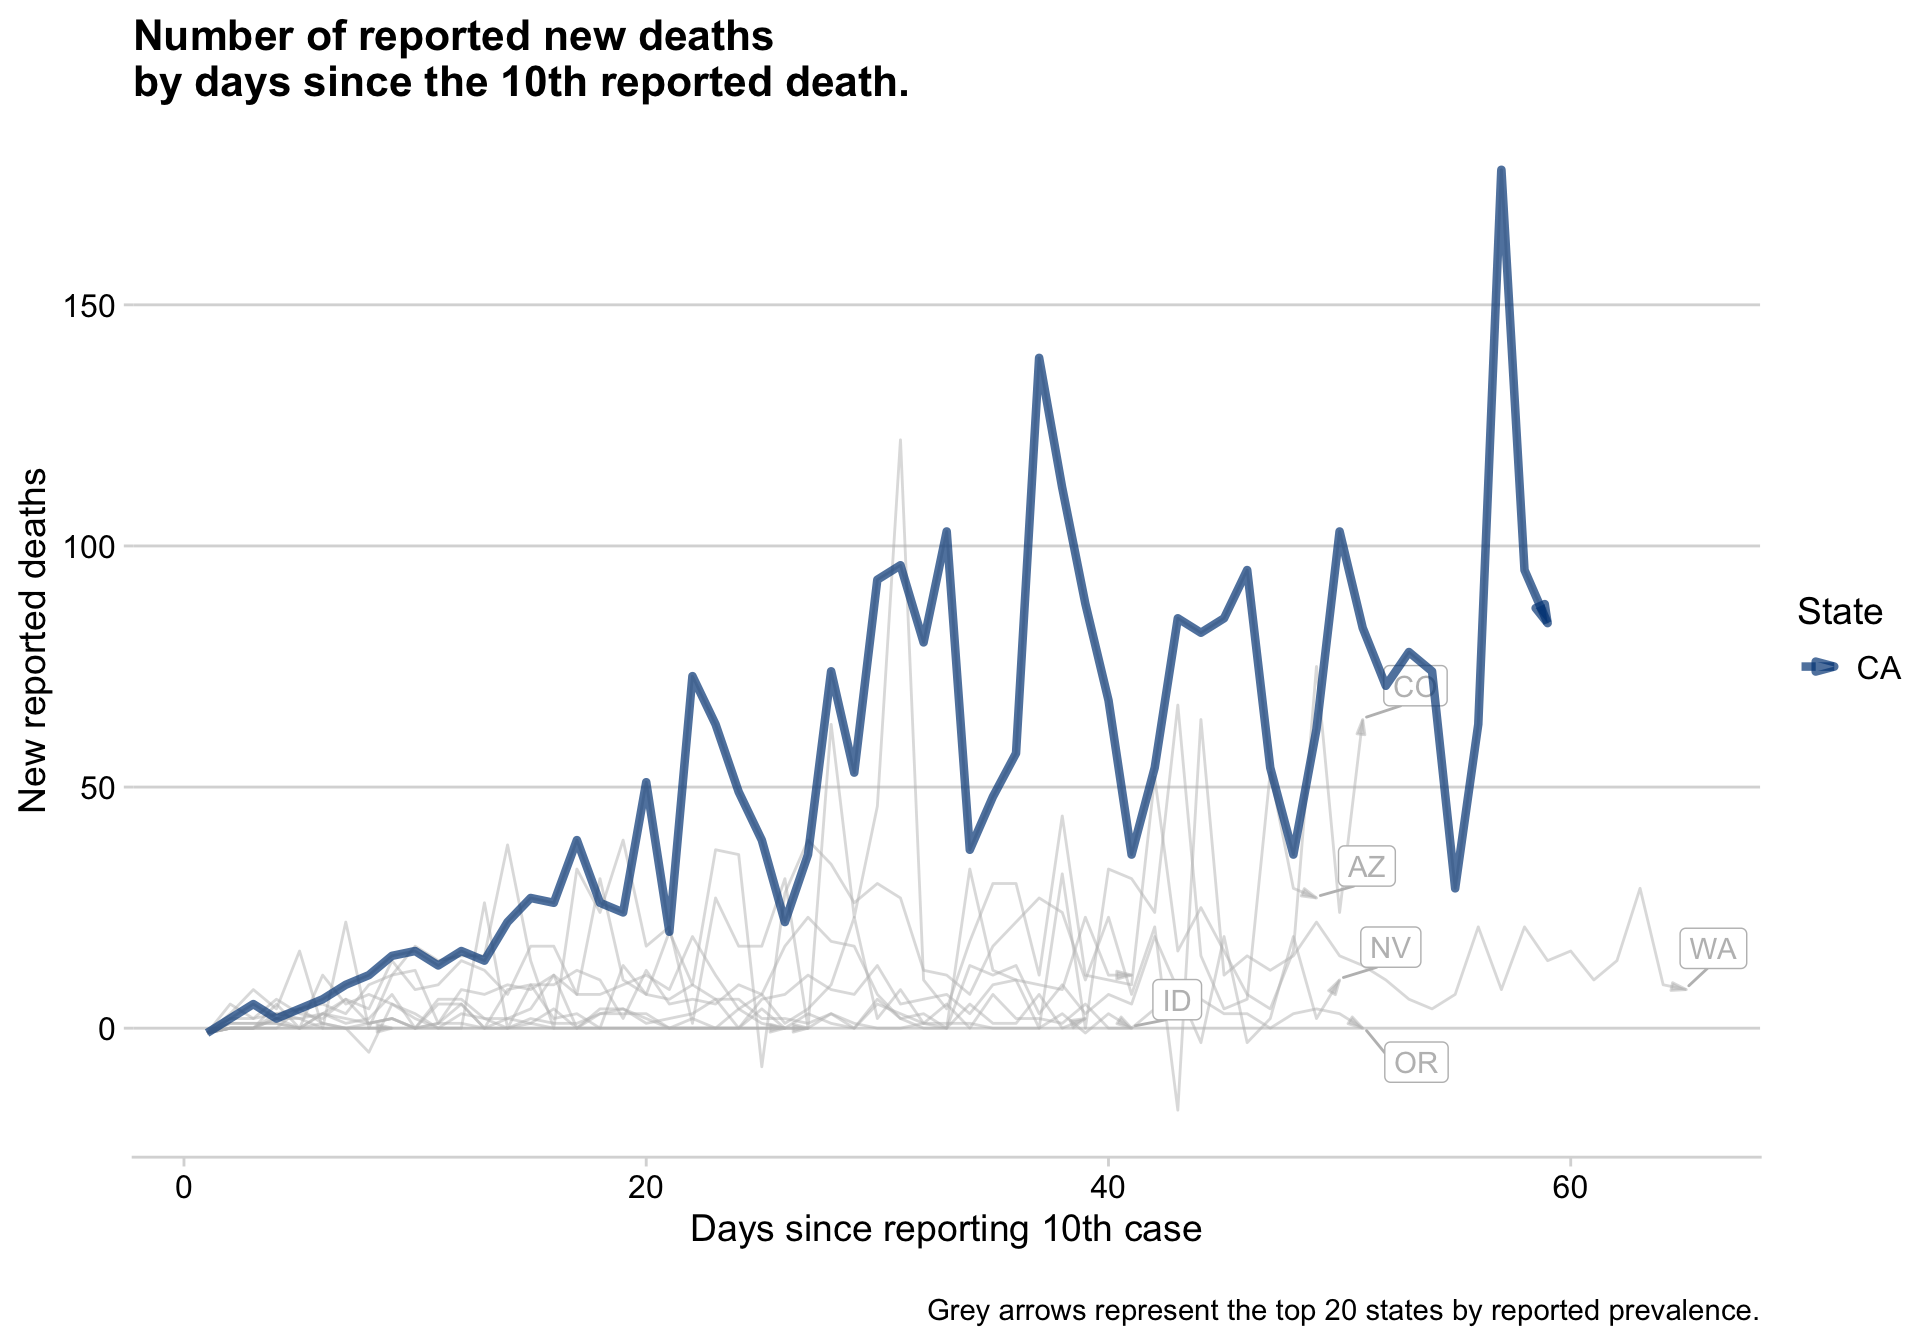 Number of reported new deaths
by days since the 10th reported death.
New reported deaths
150
100
50
0
CO
AZ
NV
WA
ID
OR
State
CA
0
20
40
60
Days since reporting 10th case
Grey arrows represent the top 20 states by reported prevalence.